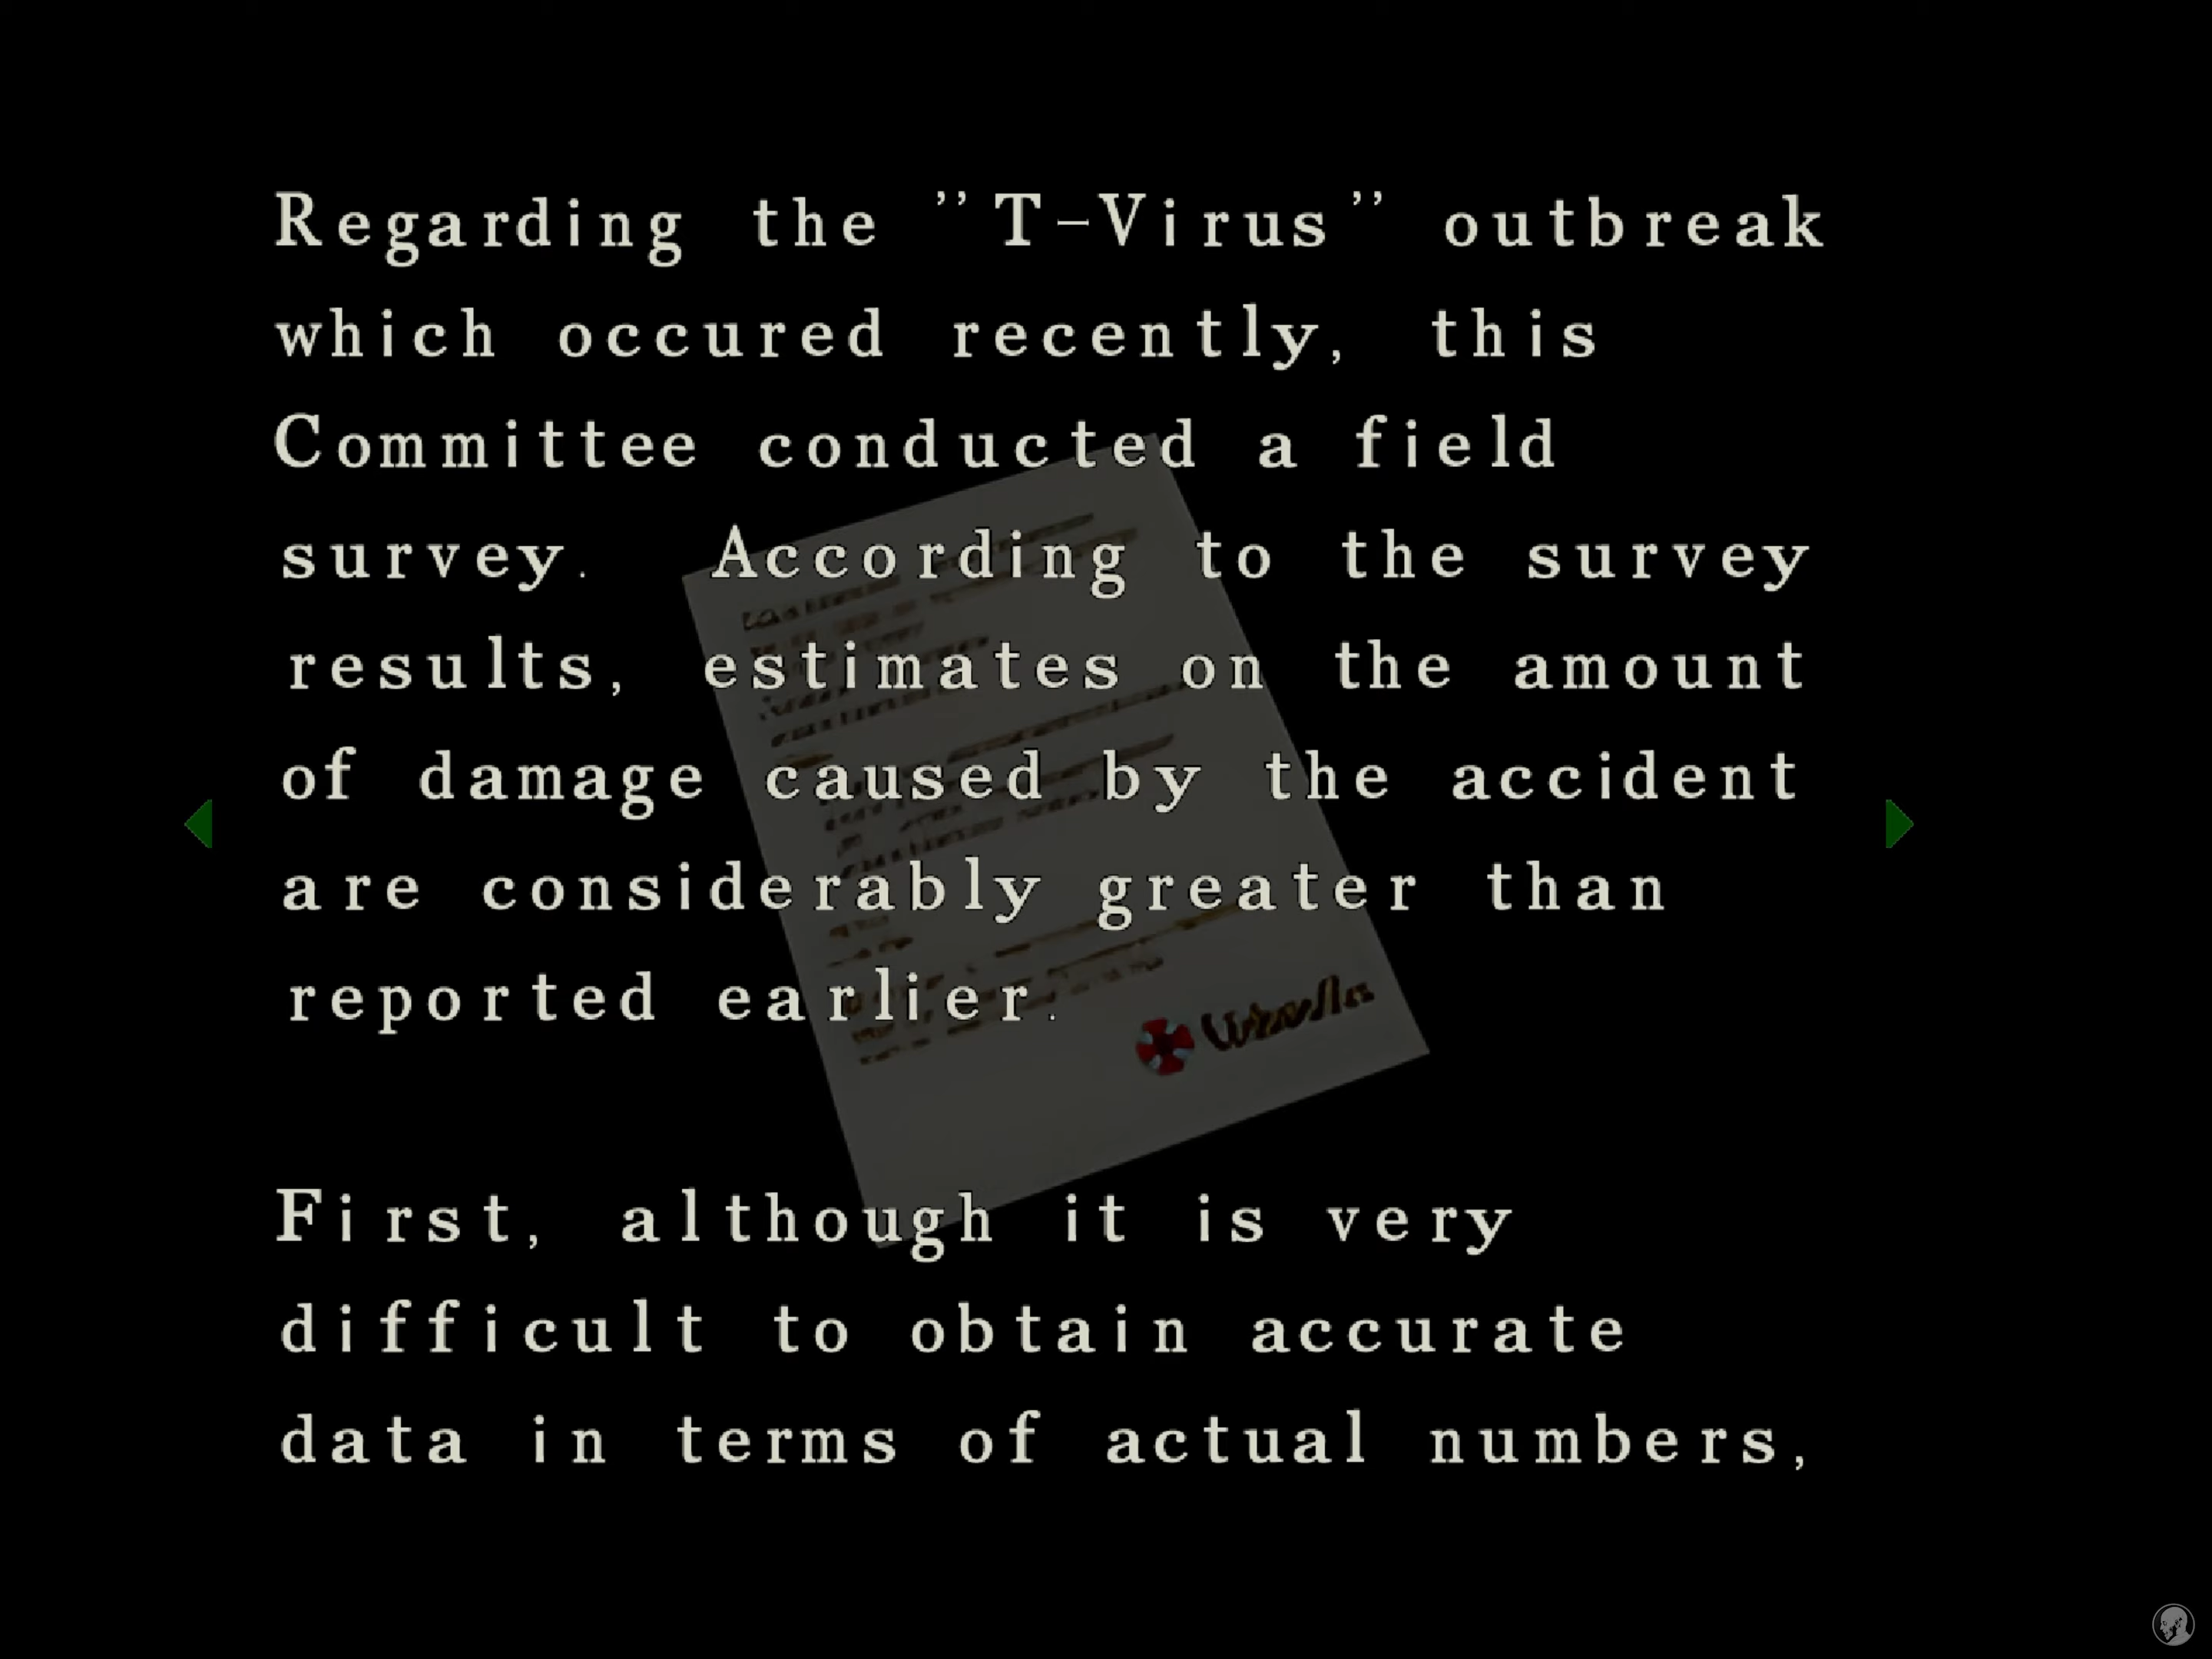 Regarding the "T-Virus" outbreak
which occured recently, this
Committee conducted a field
survey. According to the survey
results, estimates on the amount
of damage caused by the accident
are considerably greater than
reported earlier.
First, although it is very
difficult to obtain accurate
data in terms of actual numbers,